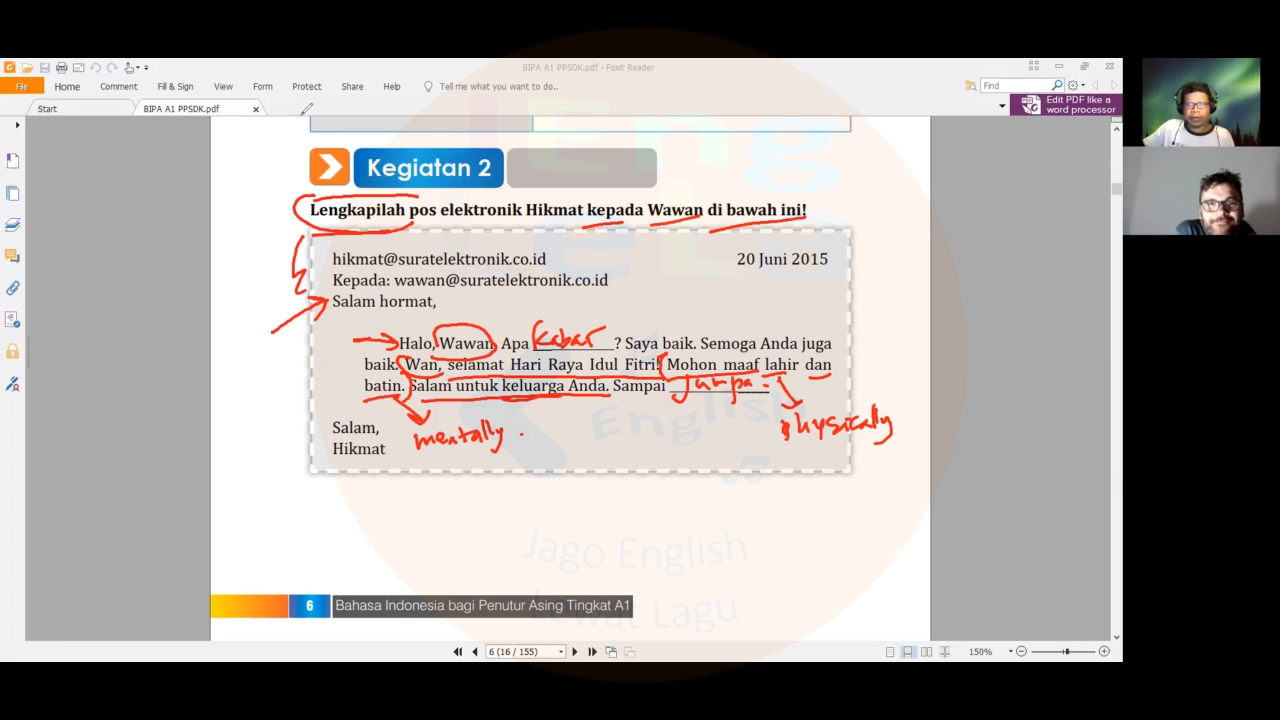 BIPA A1 PPSDK.pdf - Foxit Reader
File Home Comment Fill & Sign View Form Protect Share Help Tell me what you want to do.. Find
Start BIPA A1 PPSDK.pdf Edit PDF like a
word processor
Eng
LeLa
Kegiatan 2
Lengkapilah pos elektronik Hikmat kepada Wawan di bawah ini!
hikmat@suratelektronik.co.id 20 Juni 2015
Kepada: wawan@suratelektronik.co.id
Salam hormat,
Halo, Wawan, Apa Kabar ? Saya baik. Semoga Anda juga
baik. Wan, selamat Hari Raya Idul Fitri! Mohon maaf lahir dan
batin. Salam untuk keluarga Anda. Sampai Jumpa.
mentally physically
Salam,
Hikmat
English
Jago English
Lewat Lagu
6 Bahasa Indonesia bagi Penutur Asing Tingkat A1
6 (16 / 155) 150%